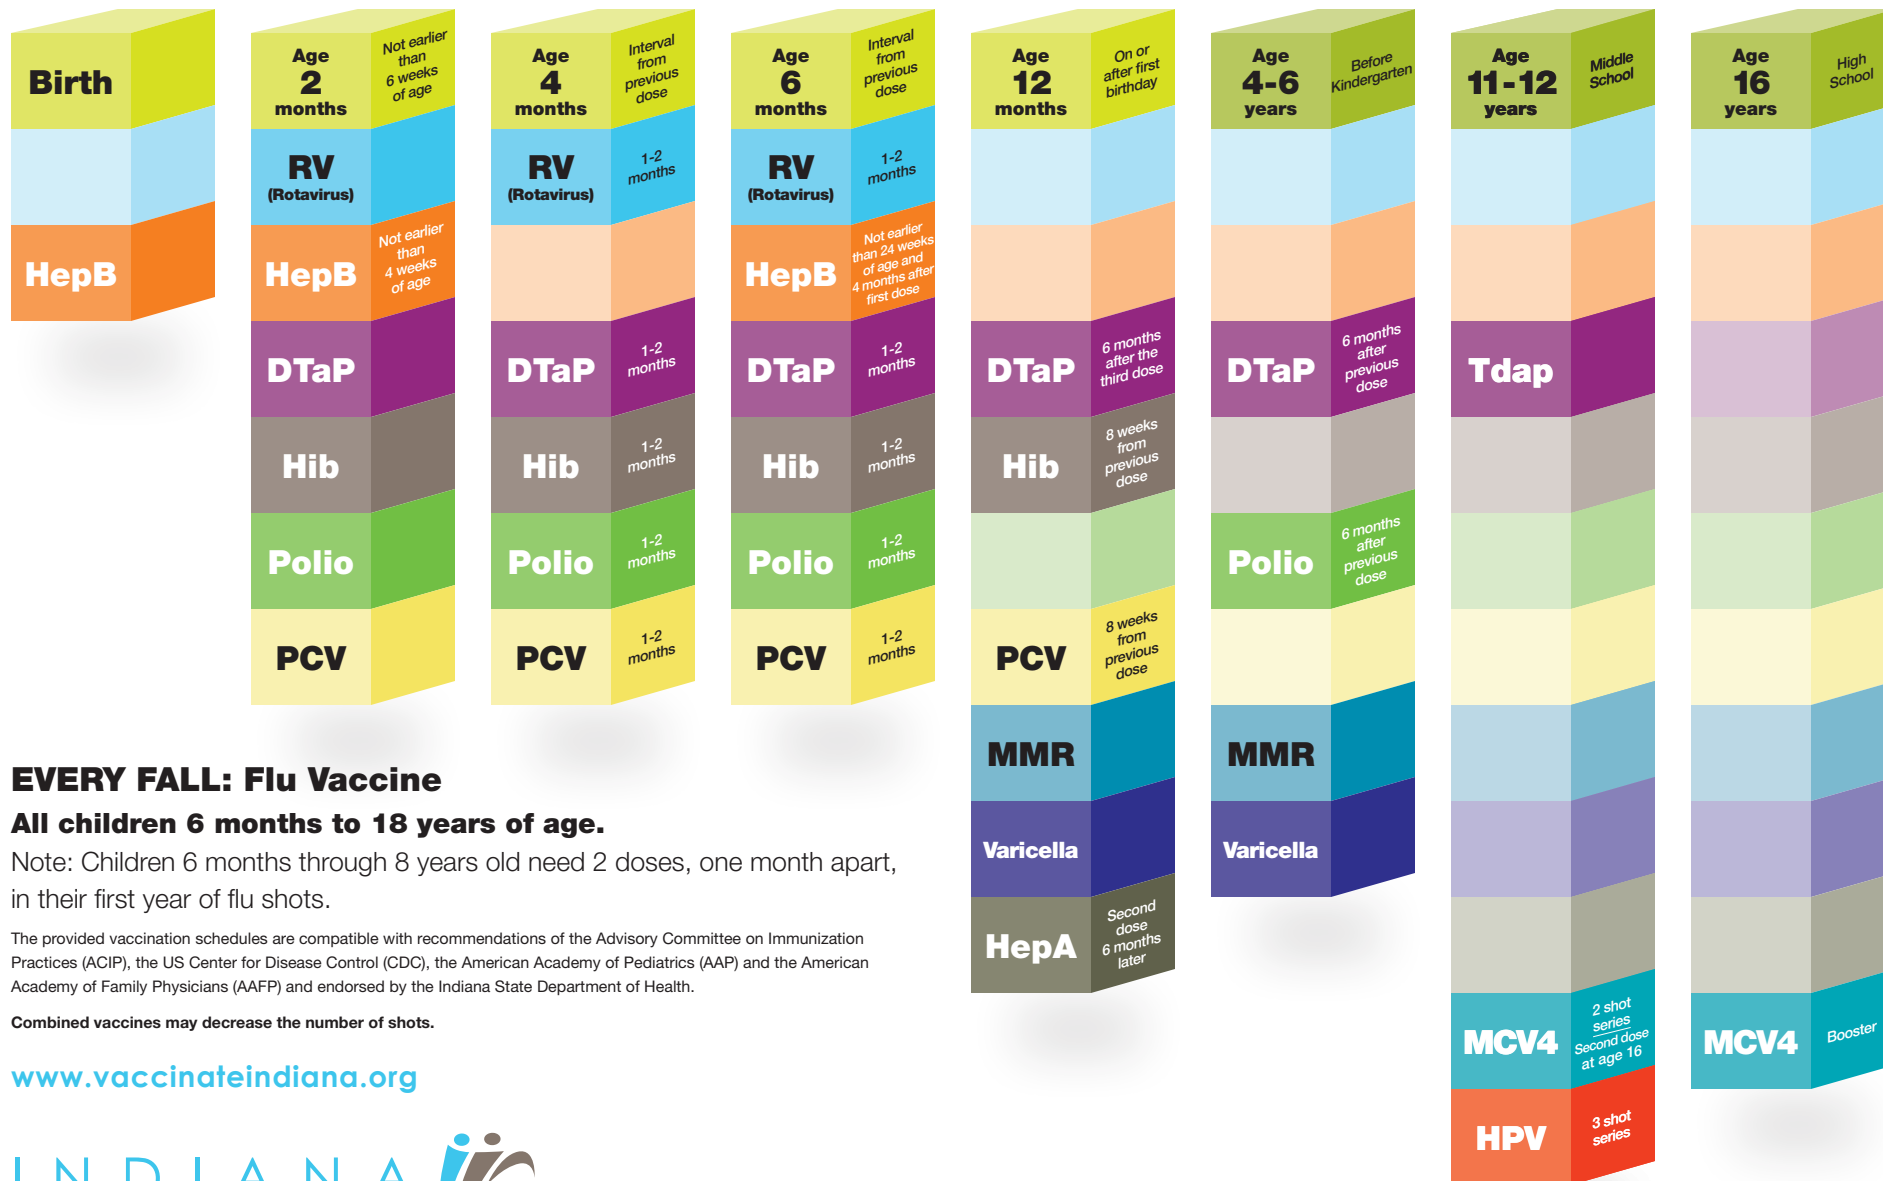 Birth
HepB
Age
2
months
Not earlier
than
6 weeks
of age
RV
(Rotavirus)
HepB
Not earlier
than
4 weeks
of age
DTaP
Hib
Polio
PCV
Age
4
months
Interval
from
previous
dose
RV
(Rotavirus)
1-2
months
DTaP
1-2
months
Hib
1-2
months
Polio
1-2
months
PCV
1-2
months
Age
6
months
Interval
from
previous
dose
RV
(Rotavirus)
1-2
months
HepB
Not earlier
than 24 weeks
of age and
4 months after
first dose
DTaP
1-2
months
Hib
1-2
months
Polio
1-2
months
PCV
1-2
months
Age
12
months
On or
after first
birthday
DTaP
6 months
after the
third dose
Hib
8 weeks
from
previous
dose
PCV
8 weeks
from
previous
dose
MMR
Varicella
HepA
Second
dose
6 months
later
Age
4-6
years
Before
Kindergarten
DTaP
6 months
after
previous
dose
Polio
6 months
after
previous
dose
MMR
Varicella
Age
11-12
years
Middle
School
Tdap
MCV4
2 shot
series
Second dose
at age 16
HPV
3 shot
series
Age
16
years
High
School
MCV4
Booster
EVERY FALL: Flu Vaccine
All children 6 months to 18 years of age.
Note: Children 6 months through 8 years old need 2 doses, one month apart,
in their first year of flu shots.
The provided vaccination schedules are compatible with recommendations of the Advisory Committee on Immunization
Practices (ACIP), the US Center for Disease Control (CDC), the American Academy of Pediatrics (AAP) and the American
Academy of Family Physicians (AAFP) and endorsed by the Indiana State Department of Health.
Combined vaccines may decrease the number of shots.
www.vaccinateindiana.org
INDIANA